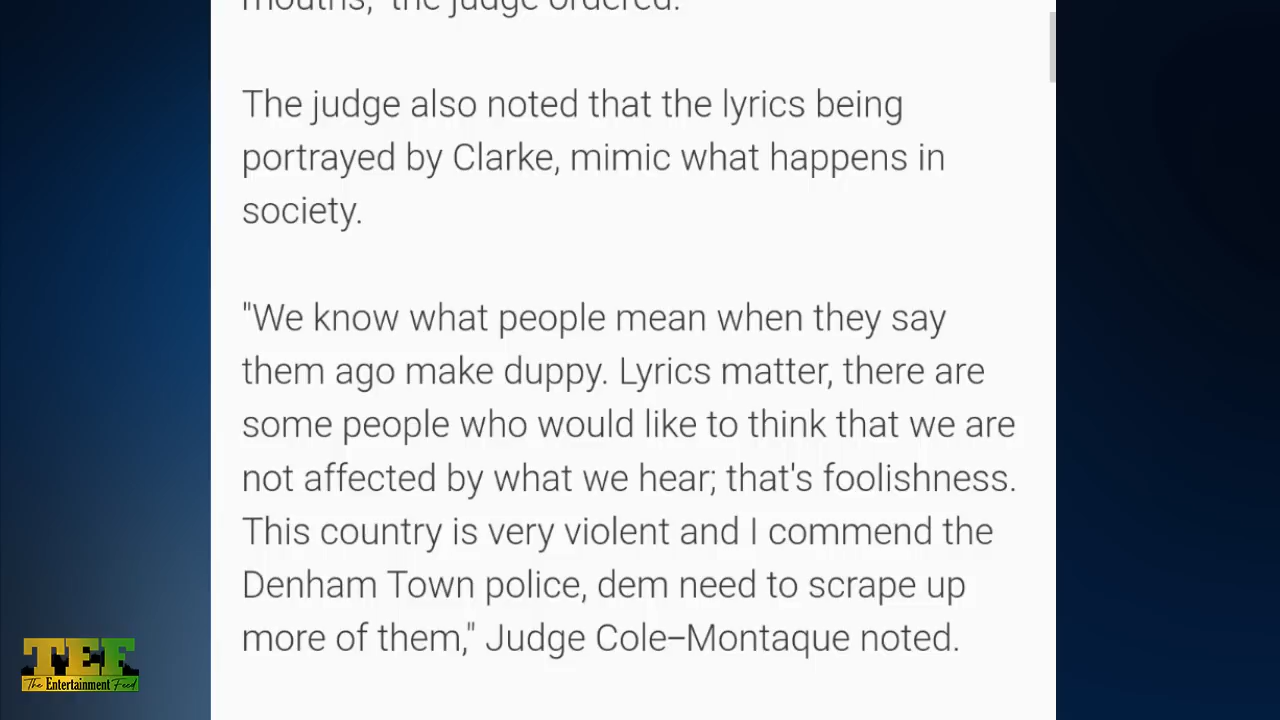 mouths," the judge ordered.
The judge also noted that the lyrics being
portrayed by Clarke, mimic what happens in
society.
"We know what people mean when they say
them ago make duppy. Lyrics matter, there are
some people who would like to think that we are
not affected by what we hear; that's foolishness.
This country is very violent and I commend the
Denham Town police, dem need to scrape up
more of them," Judge Cole–Montaque noted.
TEF
The Entertainment Feed